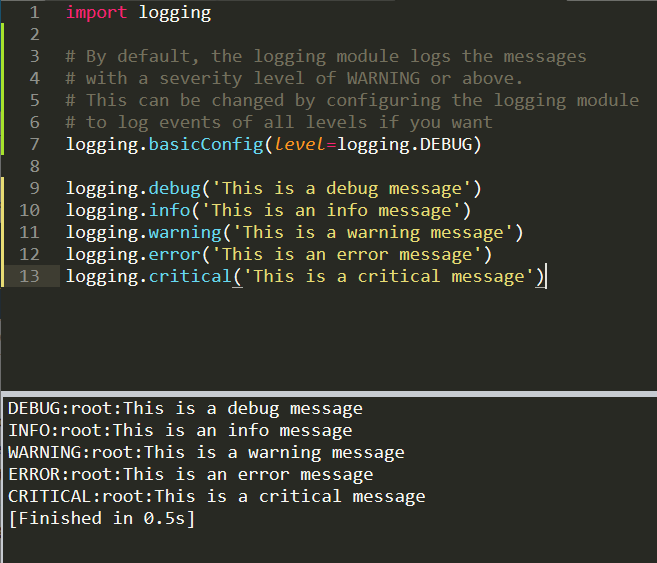 1 import logging
2
3 # By default, the logging module logs the messages
4 # with a severity level of WARNING or above.
5 # This can be changed by configuring the logging module
6 # to log events of all levels if you want
7 logging.basicConfig(level=logging.DEBUG)
8
9 logging.debug('This is a debug message')
10 logging.info('This is an info message')
11 logging.warning('This is a warning message')
12 logging.error('This is an error message')
13 logging.critical('This is a critical message')
DEBUG:root:This is a debug message
INFO:root:This is an info message
WARNING:root:This is a warning message
ERROR:root:This is an error message
CRITICAL:root:This is a critical message
[Finished in 0.5s]